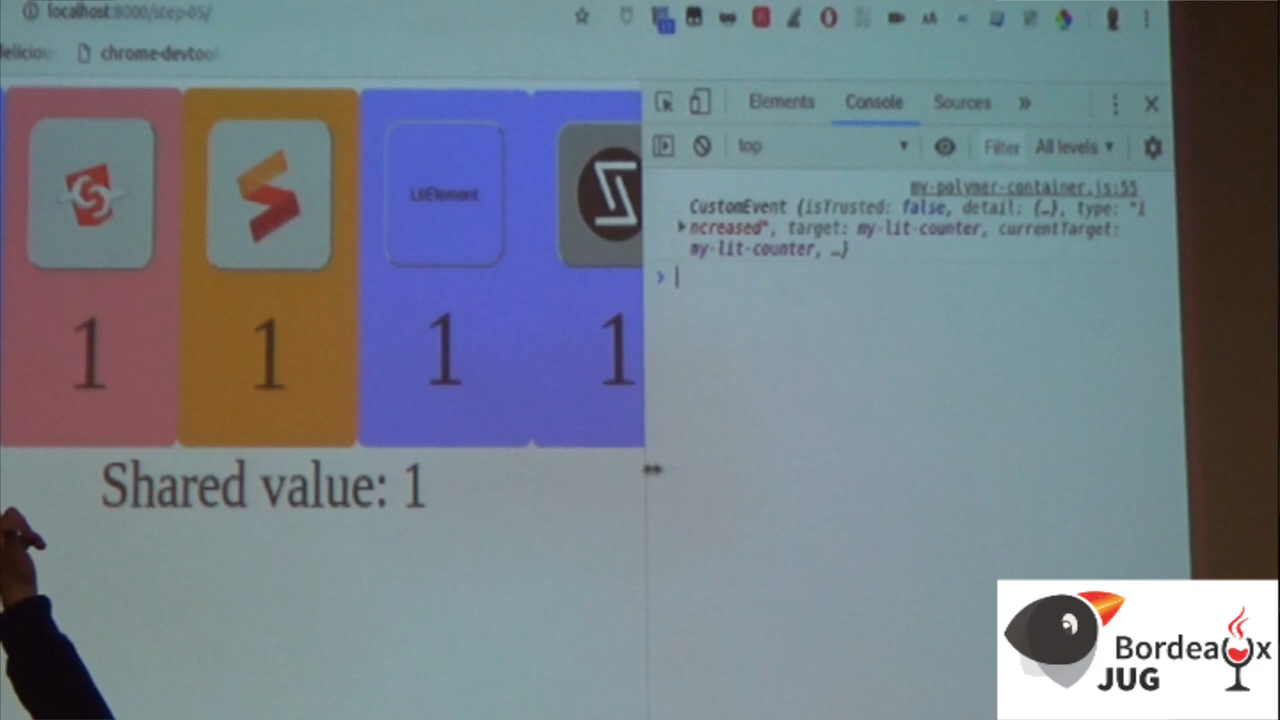 localhost:8000/step-05/
chrome-devtool
Elements Console Sources »
top Filter All levels
LitElement
1 1 1 1
Shared value: 1
my-polymer-container.js:55
CustomEvent {isTrusted: false, detail: {…}, type: "i
ncreased", target: my-lit-counter, currentTarget:
my-lit-counter, …}
Bordeaux
JUG